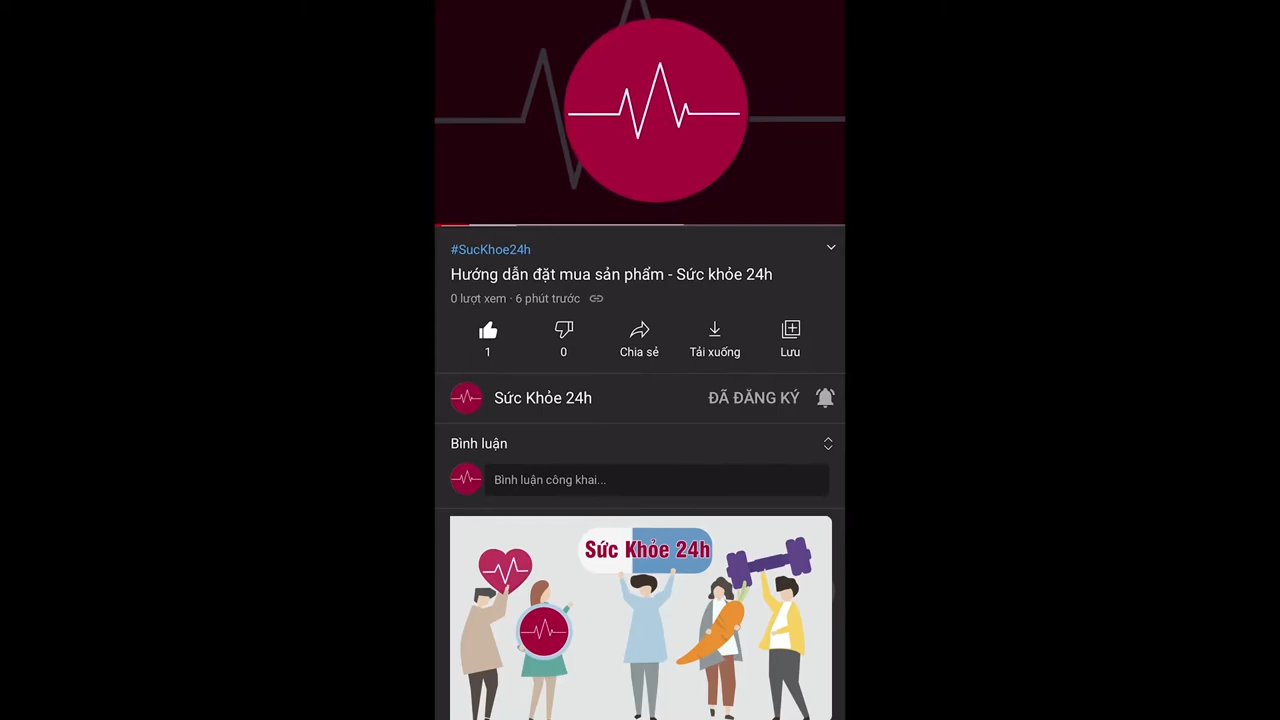 #SucKhoe24h
Hướng dẫn đặt mua sản phẩm - Sức khỏe 24h
0 lượt xem · 6 phút trước
1
0
Chia sẻ
Tải xuống
Lưu
Sức Khỏe 24h
ĐÃ ĐĂNG KÝ
Bình luận
Bình luận công khai...
Sức Khỏe 24h